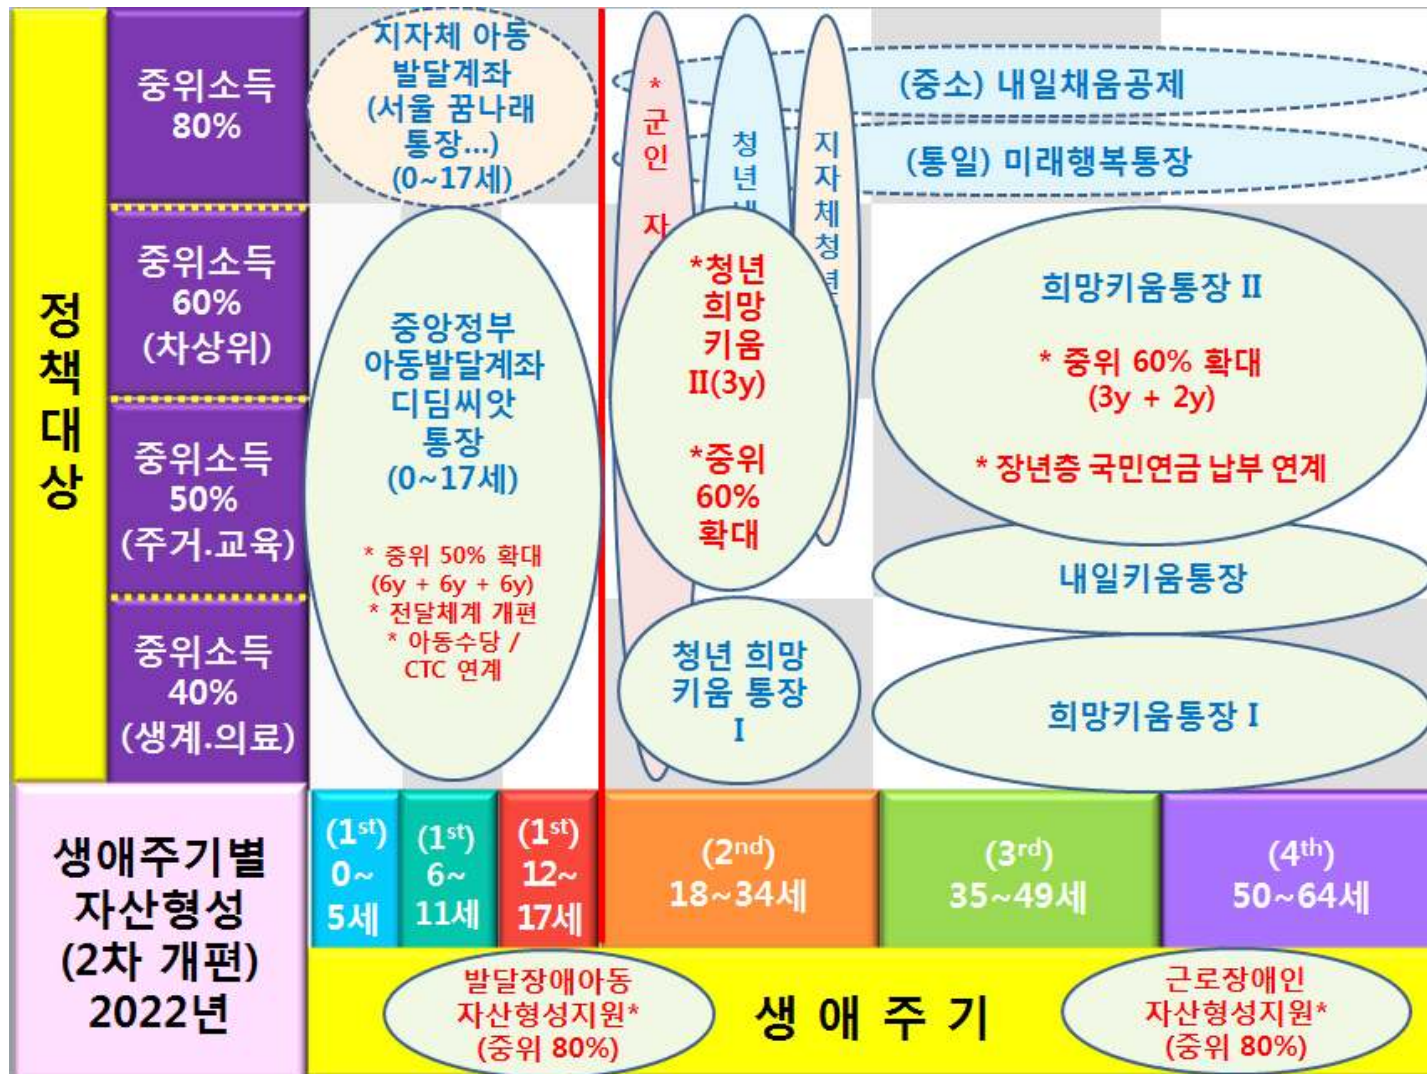 정책대상
중위소득
80%
중위소득
60%
(차상위)
중위소득
50%
(주거.교육)
중위소득
40%
(생계.의료)
지자체 아동
발달계좌
(서울 꿈나래
통장...)
(0~17세)
중앙정부
아동발달계좌
디딤씨앗
통장
(0~17세)
* 중위 50% 확대
(6y + 6y + 6y)
* 전달체계 개편
* 아동수당 /
CTC 연계
*군인 자
청년
지자체청년
(중소) 내일채움공제
(통일) 미래행복통장
*청년
희망
키움
II(3y)
*중위
60%
확대
청년 희망
키움 통장
I
희망키움통장 II
* 중위 60% 확대
(3y + 2y)
* 장년층 국민연금 납부 연계
내일키움통장
희망키움통장 I
생애주기별
자산형성
(2차 개편)
2022년
(1st)
0~
5세
(1st)
6~
11세
(1st)
12~
17세
(2nd)
18~34세
(3rd)
35~49세
(4th)
50~64세
발달장애아동
자산형성지원*
(중위 80%)
생 애 주 기
근로장애인
자산형성지원*
(중위 80%)